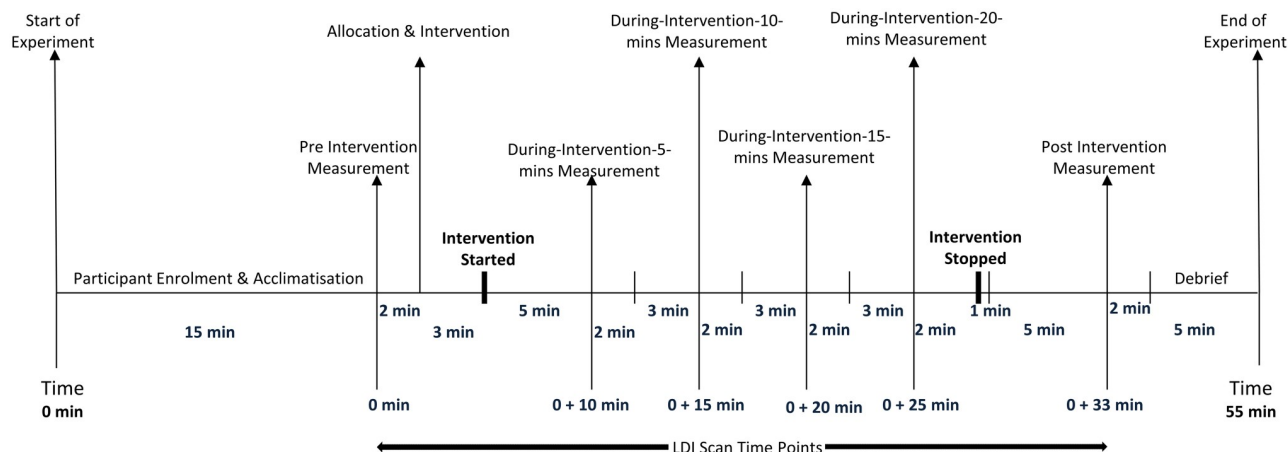 Start of
Experiment
Allocation & Intervention
During-Intervention-10-
mins Measurement
During-Intervention-20-
mins Measurement
End of
Experiment
Pre Intervention
Measurement
During-Intervention-5-
mins Measurement
During-Intervention-15-
mins Measurement
Post Intervention
Measurement
Intervention
Started
Intervention
Stopped
Participant Enrolment & Acclimatisation
Debrief
2 min
5 min
3 min
3 min
3 min
1 min
2 min
15 min
3 min
2 min
2 min
2 min
2 min
5 min
5 min
Time
0 min
0 min
0 + 10 min
0 + 15 min
0 + 20 min
0 + 25 min
0 + 33 min
Time
55 min
LDI Scan Time Points